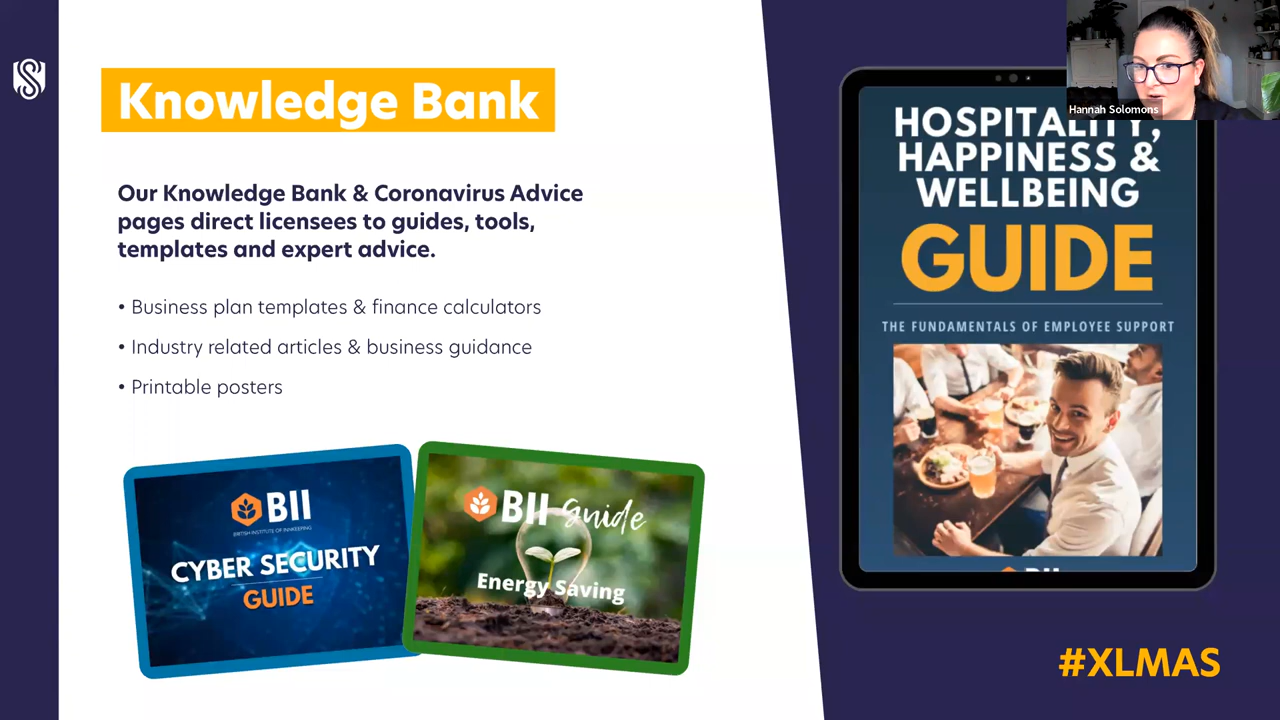 Knowledge Bank
Our Knowledge Bank & Coronavirus Advice
pages direct licensees to guides, tools,
templates and expert advice.
• Business plan templates & finance calculators
• Industry related articles & business guidance
• Printable posters
BII
BRITISH INSTITUTE OF INNKEEPING
CYBER SECURITY
GUIDE
BII Guide
Energy Saving
Hannah Solomons
HOSPITALITY,
HAPPINESS &
WELLBEING
GUIDE
THE FUNDAMENTALS OF EMPLOYEE SUPPORT
BII
#XLMAS